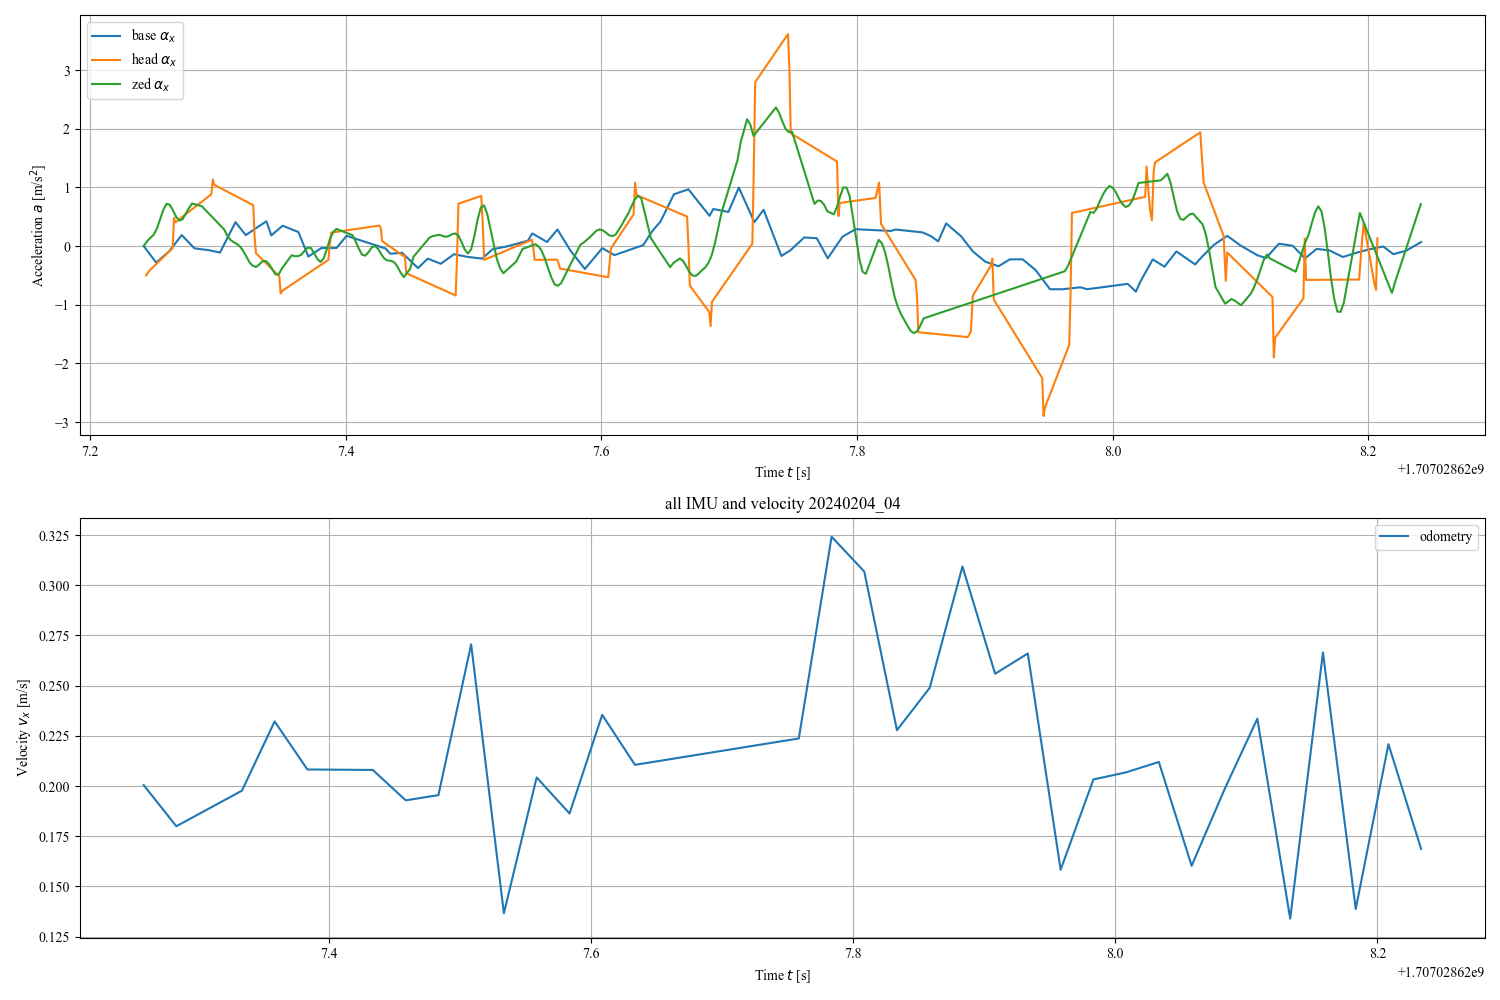 base αₓ
head αₓ
zed αₓ
3
2
1
0
−1
−2
−3
Acceleration a [m/s²]
7.2 7.4 7.6 7.8 8.0 8.2
Time t [s]
+1.70702862e9
all IMU and velocity 20240204_04
odometry
0.325
0.300
0.275
0.250
0.225
0.200
0.175
0.150
0.125
Velocity vₓ [m/s]
7.4 7.6 7.8 8.0 8.2
Time t [s]
+1.70702862e9